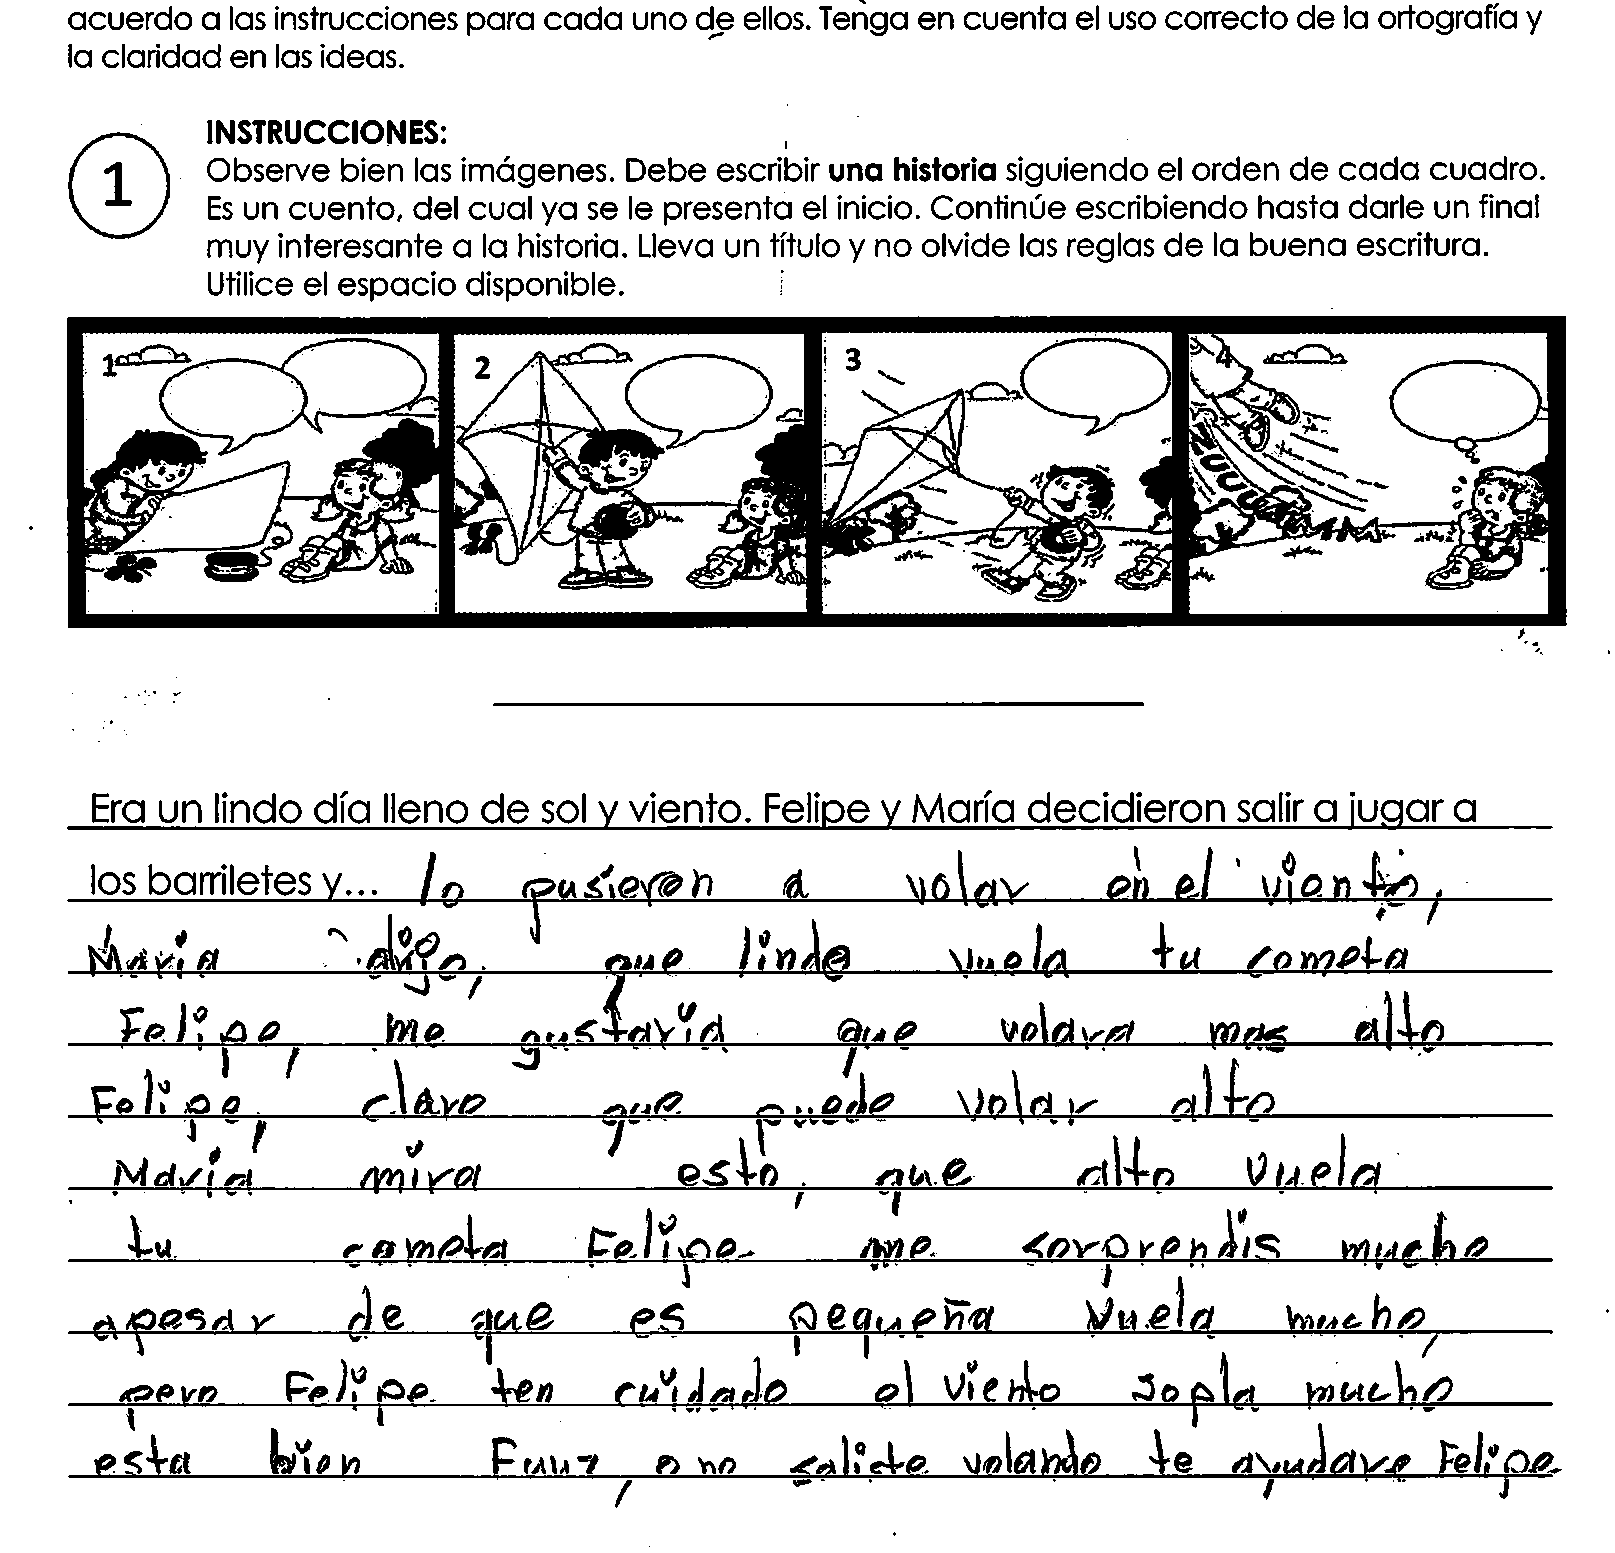 acuerdo a las instrucciones para cada uno de ellos. Tenga en cuenta el uso correcto de la ortografía y
la claridad en las ideas.
1
INSTRUCCIONES:
Observe bien las imágenes. Debe escribir una historia siguiendo el orden de cada cuadro.
Es un cuento, del cual ya se le presenta el inicio. Continúe escribiendo hasta darle un final
muy interesante a la historia. Lleva un título y no olvide las reglas de la buena escritura.
Utilice el espacio disponible.
1 2 3 4
ZUUUU
Era un lindo día lleno de sol y viento. Felipe y María decidieron salir a jugar a
los barriletes y... lo pusieron a volar en el viento,
Maria dijo, que linda vuela tu cometa
Felipe, me gustaria que volara mas alto
Felipe, claro que puede volar alto
Maria mira esto, que alto vuela
tu cometa Felipe me sorprendis mucho
apesar de que es pequeña vuela mucho,
pero Felipe ten cuidado el viento sopla mucho
esta bien Fuuz, o no saliste volando te ayudare Felipe